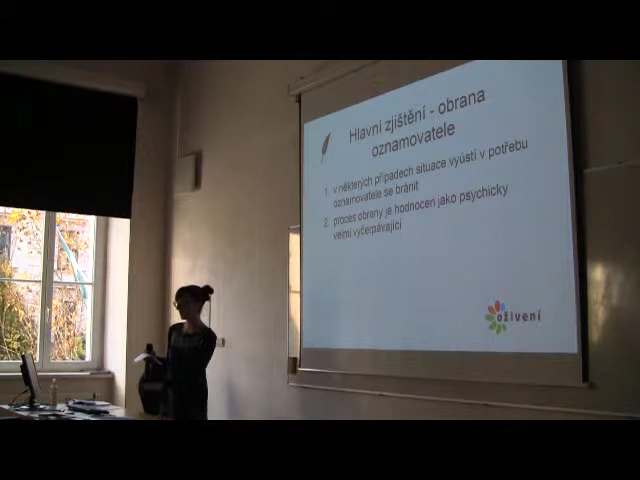 Hlavní zjištění - obrana
oznamovatele
1. v některých případech situace vyústí v potřebu
oznamovatele se bránit
2. proces obrany je hodnocen jako psychicky
velmi vyčerpávající
oživení